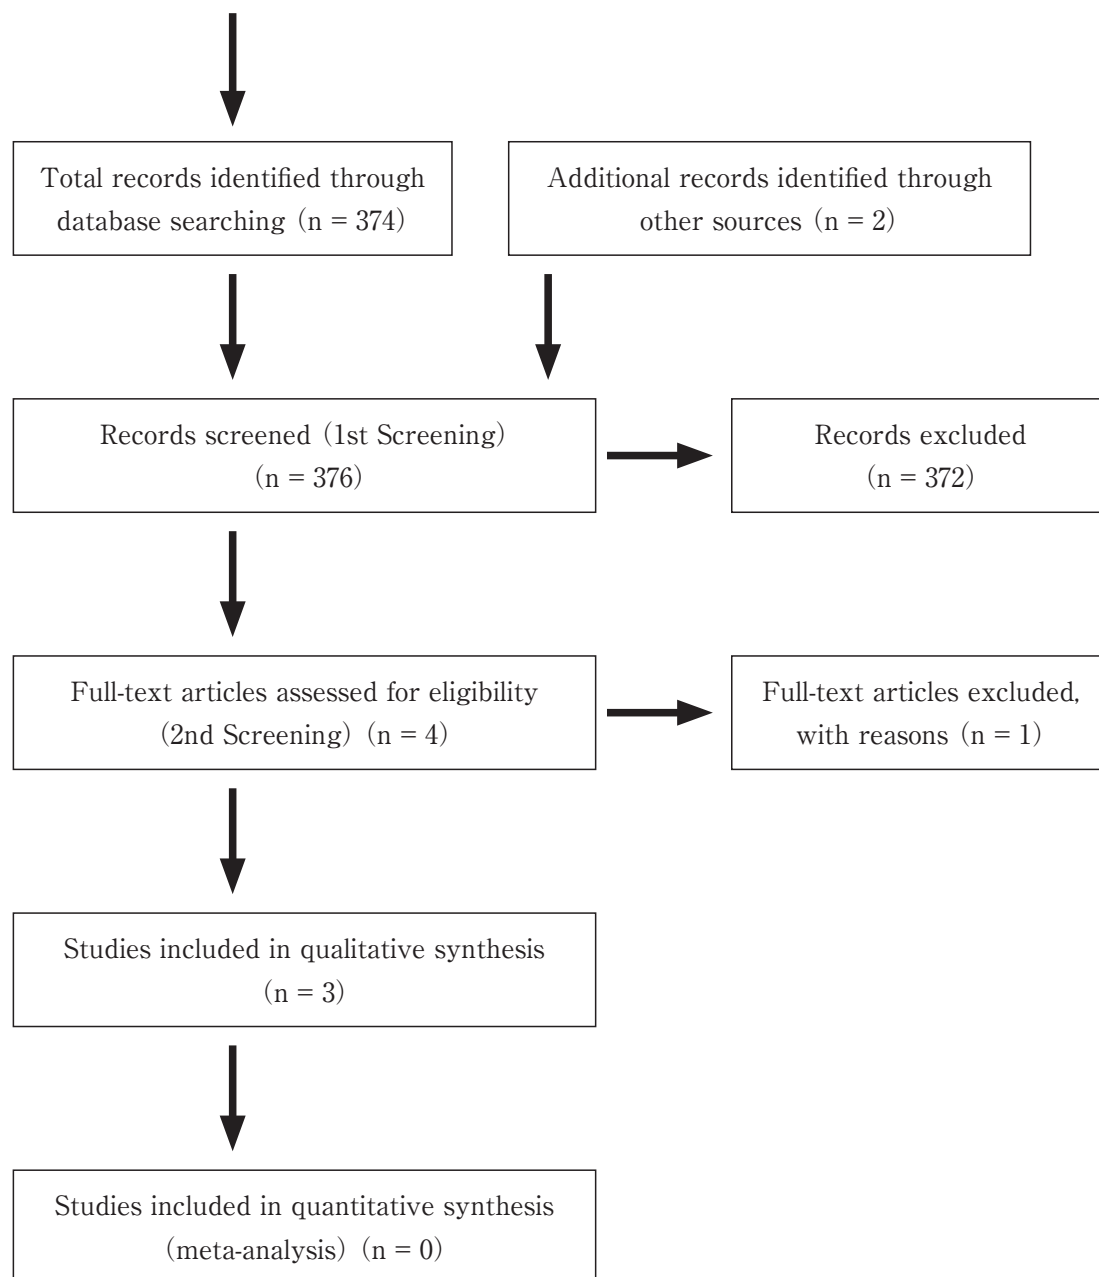 Total records identified through
database searching (n = 374)
Additional records identified through
other sources (n = 2)
Records screened (1st Screening)
(n = 376)
Records excluded
(n = 372)
Full-text articles assessed for eligibility
(2nd Screening) (n = 4)
Full-text articles excluded,
with reasons (n = 1)
Studies included in qualitative synthesis
(n = 3)
Studies included in quantitative synthesis
(meta-analysis) (n = 0)